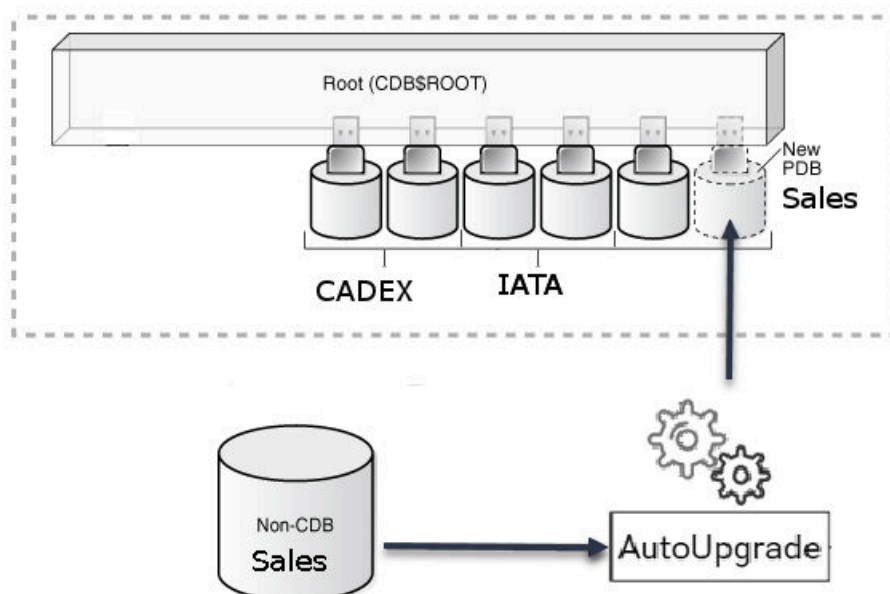 Root (CDB$ROOT)
New
PDB
Sales
CADEX
IATA
Non-CDB
Sales
AutoUpgrade